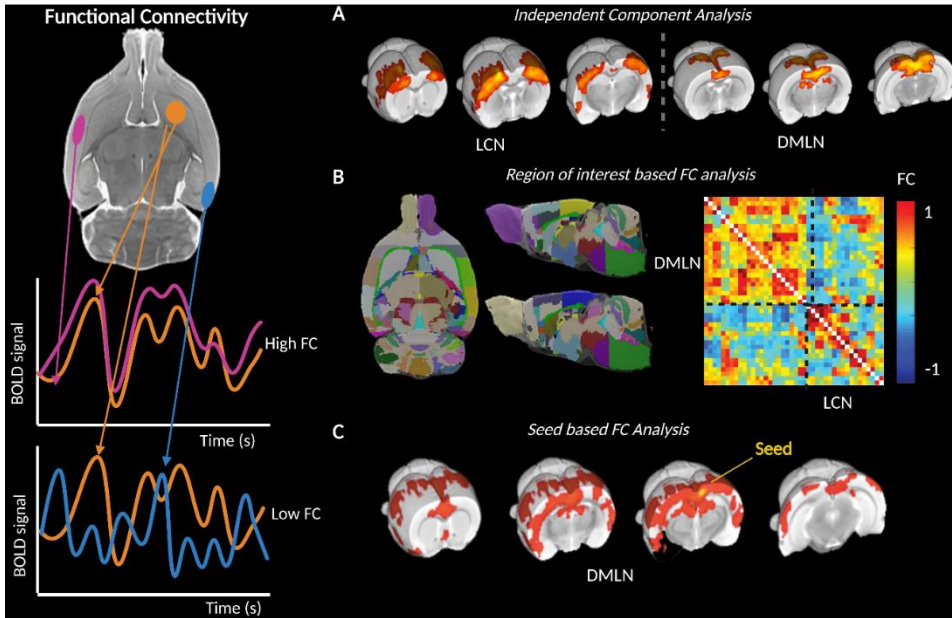 Functional Connectivity
BOLD signal
High FC
Time (s)
BOLD signal
Low FC
Time (s)
A
Independent Component Analysis
LCN
DMLN
B
Region of interest based FC analysis
FC
1
DMLN
-1
LCN
C
Seed based FC Analysis
Seed
DMLN